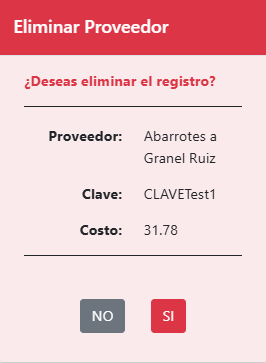 Eliminar Proveedor
¿Deseas eliminar el registro?
Proveedor: Abarrotes a
Granel Ruiz
Clave: CLAVETest1
Costo: 31.78
NO SI